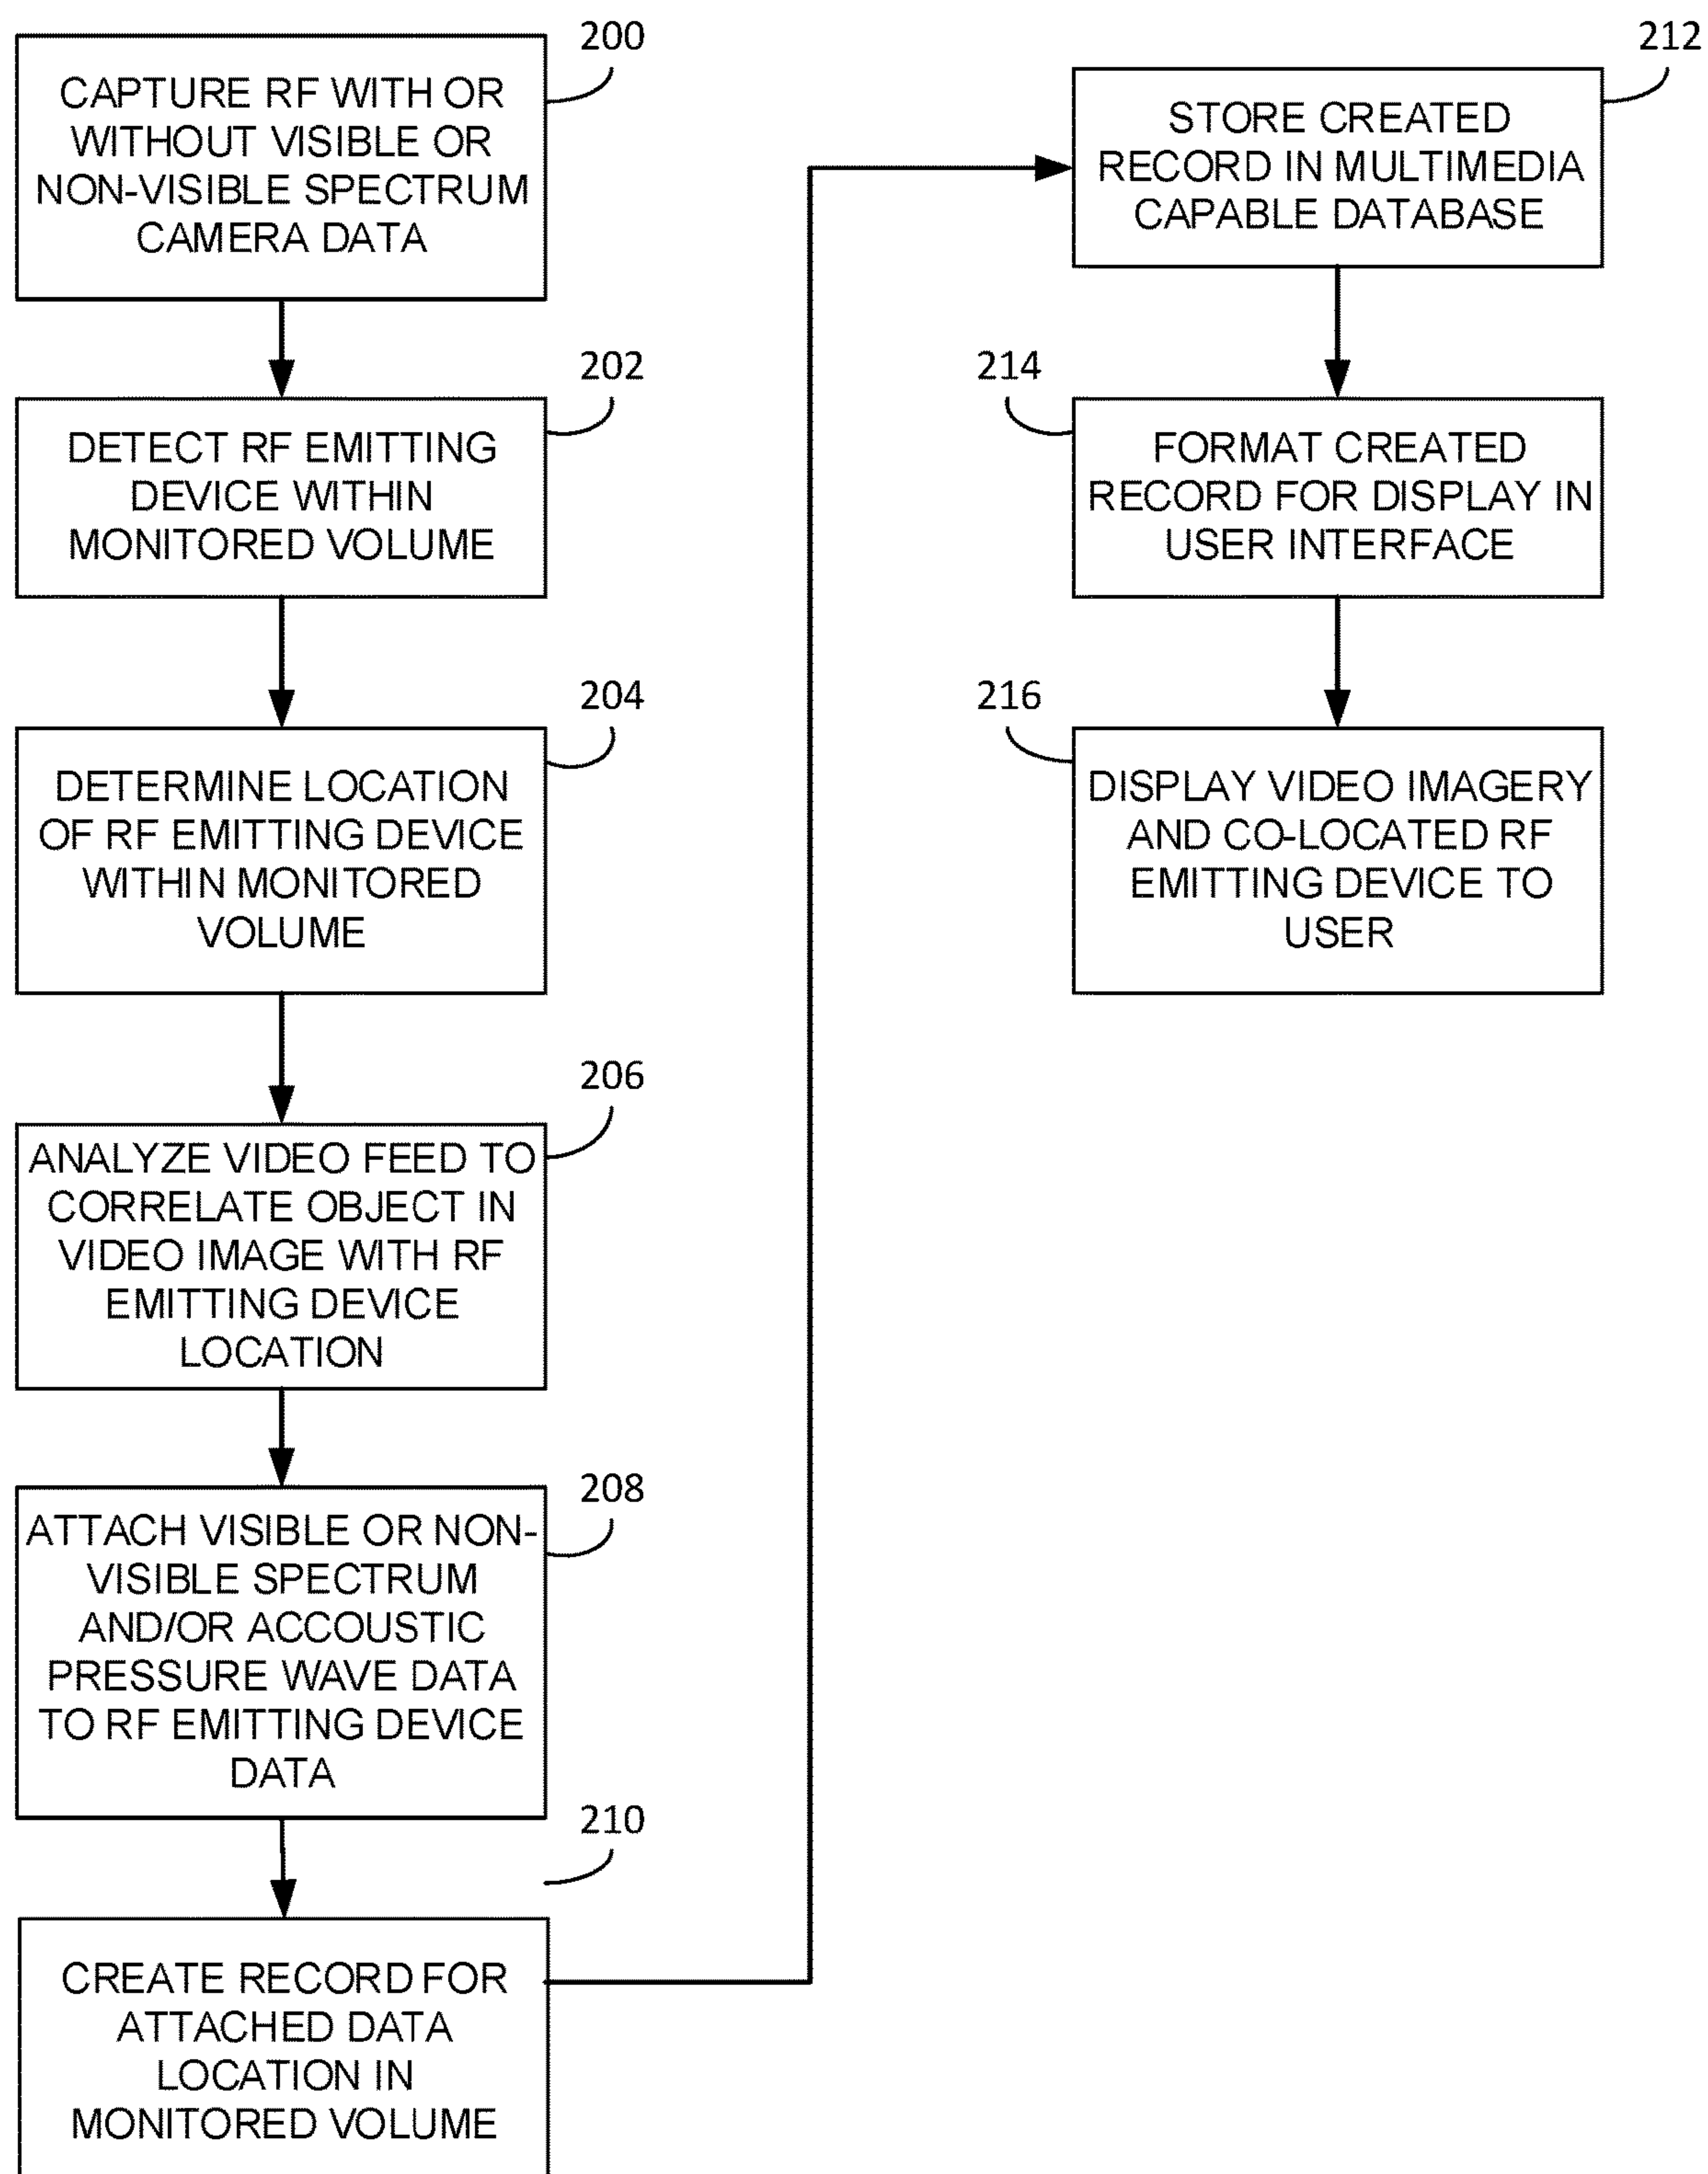 200
CAPTURE RF WITH OR
WITHOUT VISIBLE OR
NON-VISIBLE SPECTRUM
CAMERA DATA
202
DETECT RF EMITTING
DEVICE WITHIN
MONITORED VOLUME
204
DETERMINE LOCATION
OF RF EMITTING DEVICE
WITHIN MONITORED
VOLUME
206
ANALYZE VIDEO FEED TO
CORRELATE OBJECT IN
VIDEO IMAGE WITH RF
EMITTING DEVICE
LOCATION
208
ATTACH VISIBLE OR NON-
VISIBLE SPECTRUM
AND/OR ACCOUSTIC
PRESSURE WAVE DATA
TO RF EMITTING DEVICE
DATA
210
CREATE RECORD FOR
ATTACHED DATA
LOCATION IN
MONITORED VOLUME
212
STORE CREATED
RECORD IN MULTIMEDIA
CAPABLE DATABASE
214
FORMAT CREATED
RECORD FOR DISPLAY IN
USER INTERFACE
216
DISPLAY VIDEO IMAGERY
AND CO-LOCATED RF
EMITTING DEVICE TO
USER